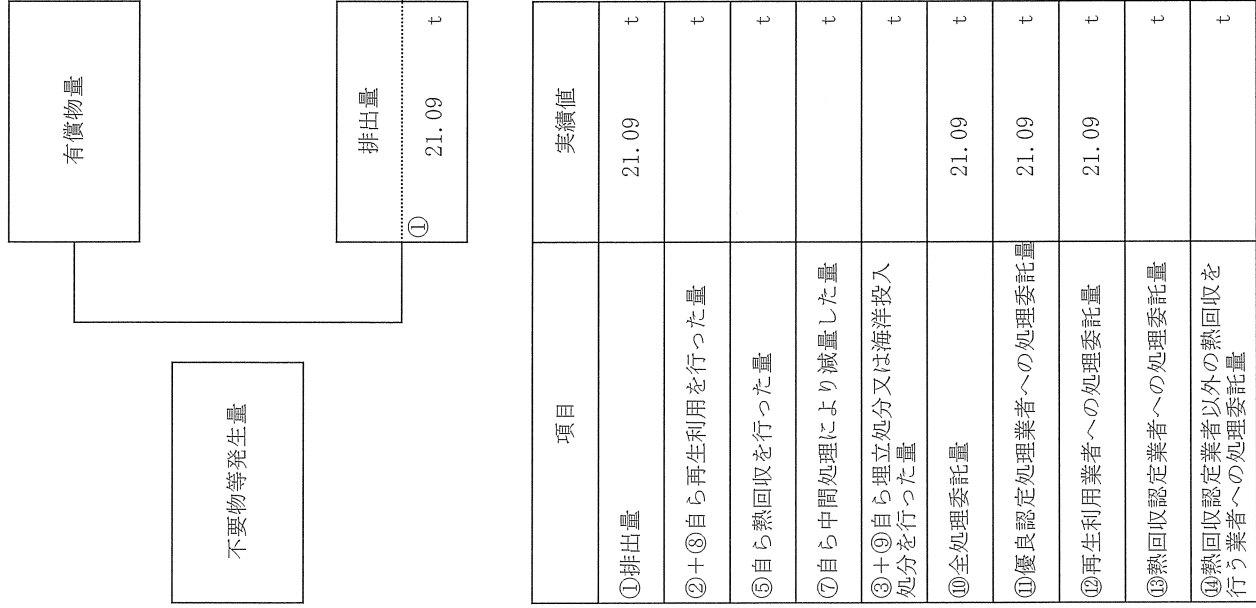 不要物等発生量
有償物量
排出量
① 21.09 t
項目 実績値
①排出量 21.09 t
②+⑧自ら再生利用を行った量 t
⑤自ら熱回収を行った量 t
⑦自ら中間処理により減量した量 t
③+⑨自ら埋立処分又は海洋投入
処分を行った量 t
⑩全処理委託量 21.09 t
⑪優良認定処理業者への処理委託量 21.09 t
⑫再生利用業者への処理委託量 21.09 t
⑬熱回収認定業者への処理委託量 t
⑭熱回収認定業者以外の熱回収を
行う業者への処理委託量 t